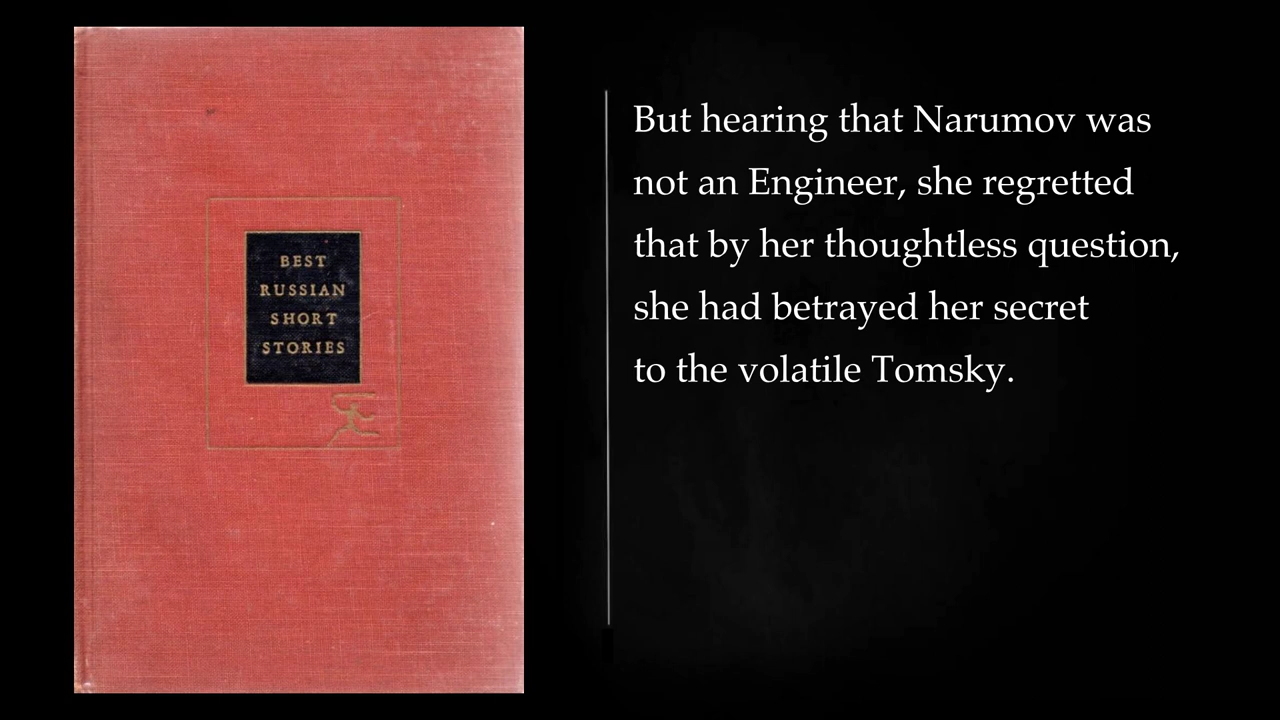 BEST
RUSSIAN
SHORT
STORIES
But hearing that Narumov was
not an Engineer, she regretted
that by her thoughtless question,
she had betrayed her secret
to the volatile Tomsky.